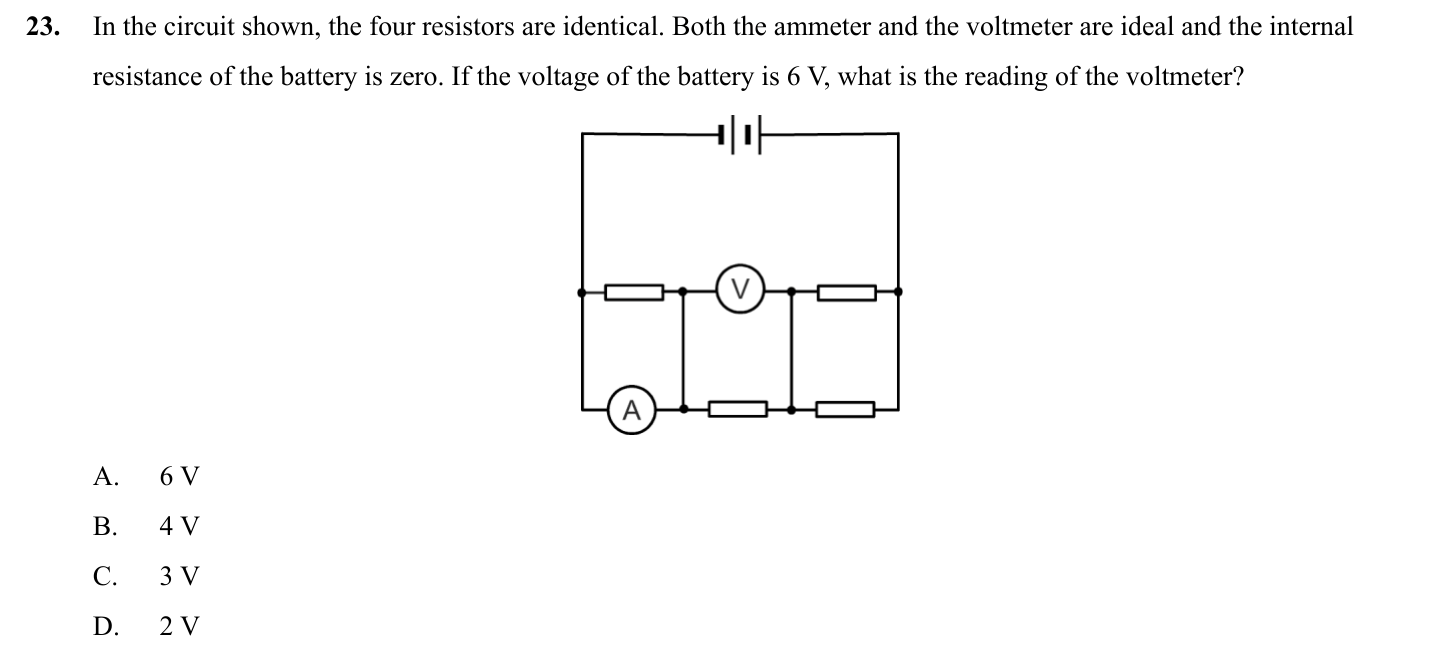 23. In the circuit shown, the four resistors are identical. Both the ammeter and the voltmeter are ideal and the internal
resistance of the battery is zero. If the voltage of the battery is 6 V, what is the reading of the voltmeter?
V
A
A. 6 V
B. 4 V
C. 3 V
D. 2 V